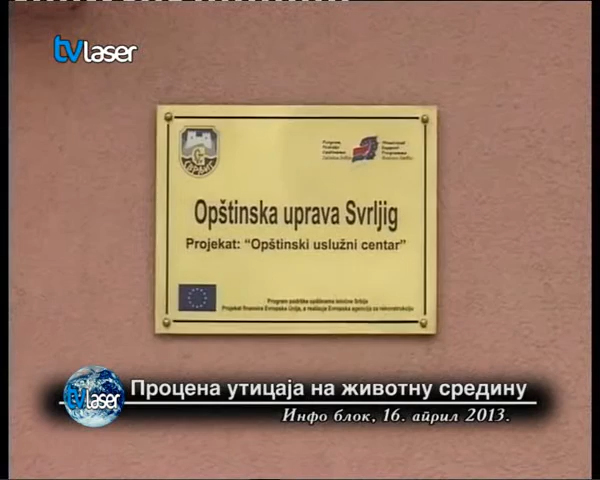 tvlaser
СВРЉИГ
Opštinska uprava Svrljig
Projekat: “Opštinski uslužni centar”
Program podrške opštinama istočne Srbije
Projekat finansira Evropska Unija, a realizuje Evropska agencija za rekonstrukciju
tvlaser
Процена утицаја на животну средину
Инфо блок, 16. април 2013.